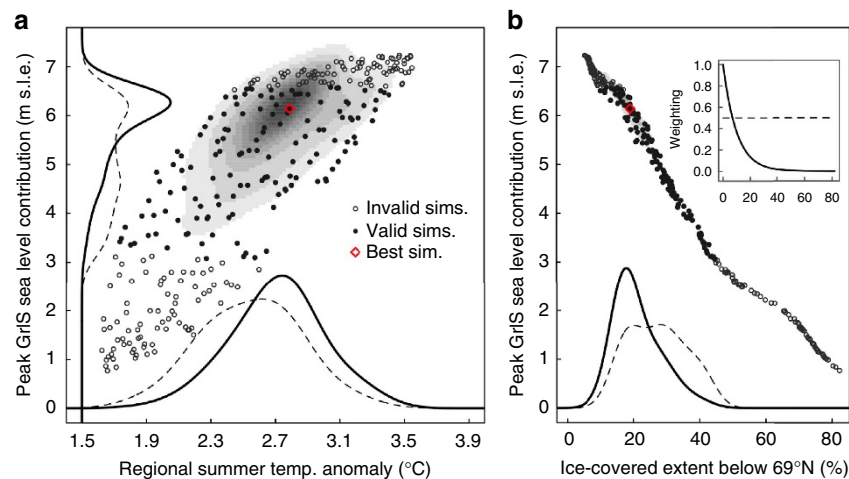 a
Peak GrIS sea level contribution (m s.l.e.)
7
6
5
4
3
2
1
0
Invalid sims.
Valid sims.
Best sim.
1.5 1.9 2.3 2.7 3.1 3.5 3.9
Regional summer temp. anomaly (°C)
b
Peak GrIS sea level contribution (m s.l.e.)
7
6
5
4
3
2
1
0
Weighting
1.0
0.8
0.6
0.4
0.2
0.0
0 20 40 60 80
0 20 40 60 80
Ice-covered extent below 69°N (%)